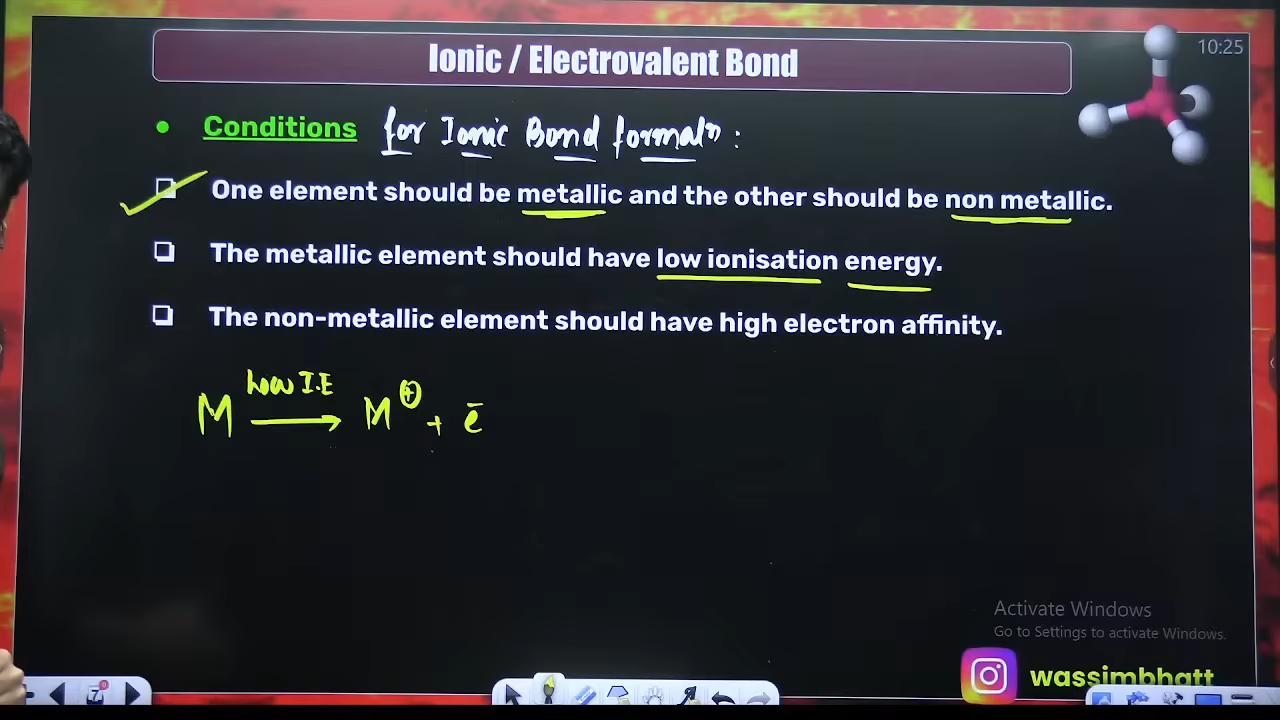 Ionic / Electrovalent Bond
10:25
Conditions for Ionic Bond formatn :
One element should be metallic and the other should be non metallic.
The metallic element should have low ionisation energy.
The non-metallic element should have high electron affinity.
low I.E
M ⟶ M⊕ + ē
Activate Windows
Go to Settings to activate Windows.
wassimbhatt
7